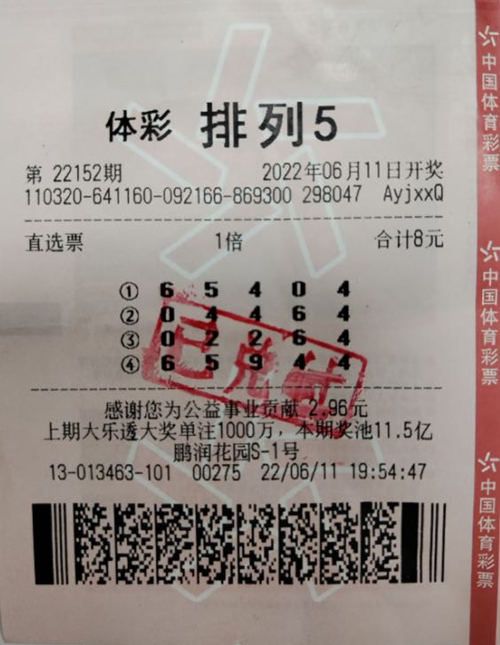 体彩 排列5
第 22152期 2022年06月11日开奖
110320-641160-092166-869300 298047 AyjxxQ
直选票 1倍 合计8元
① 6 5 4 0 4
② 0 4 4 6 4
③ 0 2 2 6 4
④ 6 5 9 4 4
已兑付
感谢您为公益事业贡献 2.96元
上期大乐透大奖单注1000万，本期奖池11.5亿
鹏润花园S-1号
13-013463-101 00275 22/06/11 19:54:47
中国体育彩票
中国体育彩票
中国体育彩票